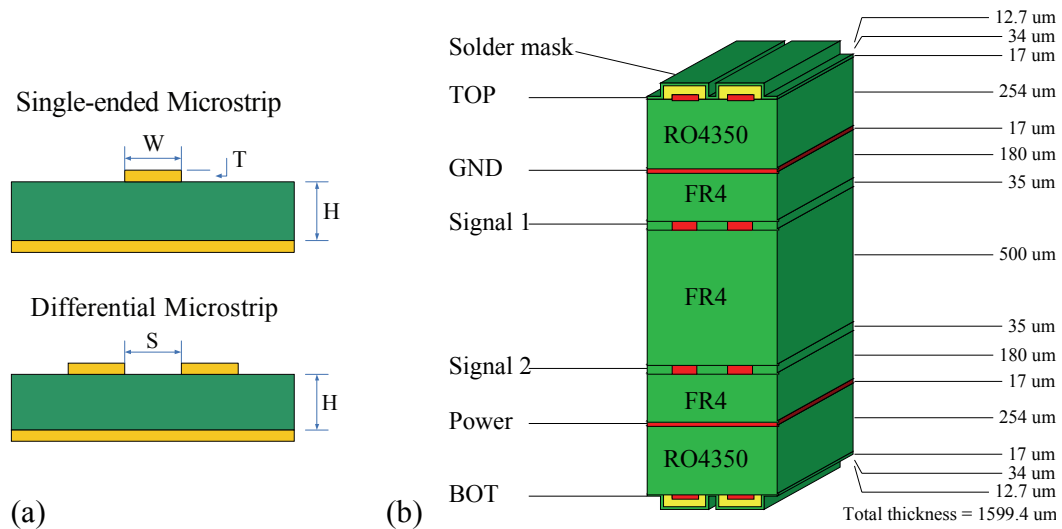 Single-ended Microstrip
W
T
H
Differential Microstrip
S
H
(a)
Solder mask
TOP
GND
Signal 1
Signal 2
Power
BOT
RO4350
FR4
FR4
FR4
RO4350
12.7 um
34 um
17 um
254 um
17 um
180 um
35 um
500 um
35 um
180 um
17 um
254 um
17 um
34 um
12.7 um
Total thickness = 1599.4 um
(b)